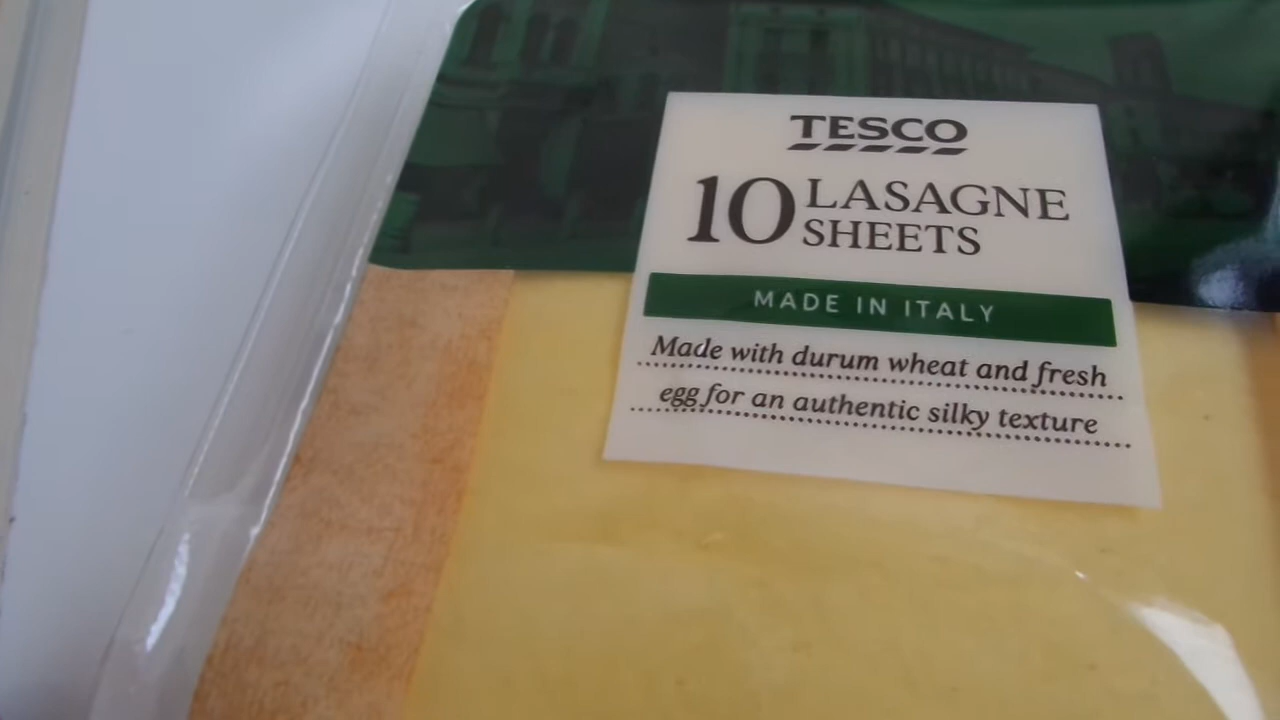 TESCO
10 LASAGNE
SHEETS
MADE IN ITALY
Made with durum wheat and fresh
egg for an authentic silky texture